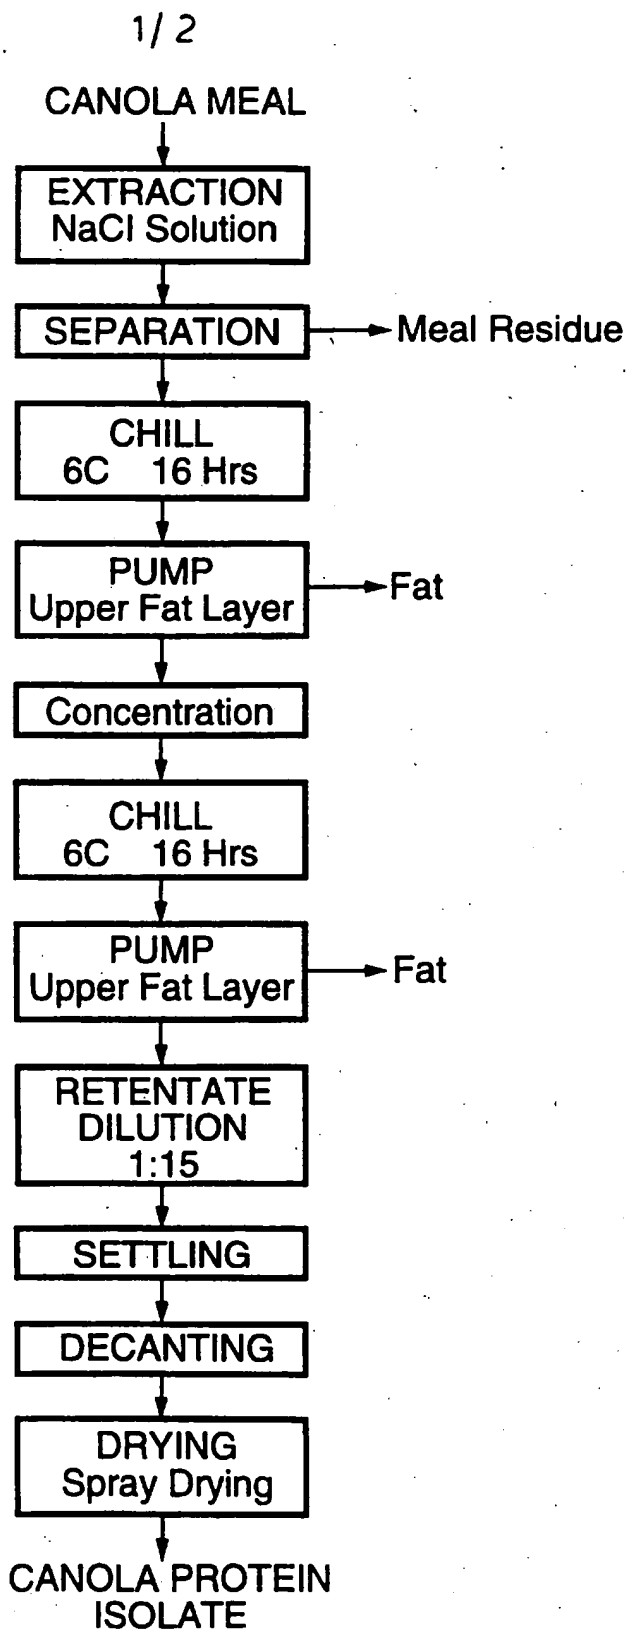 1/2
CANOLA MEAL
EXTRACTION
NaCl Solution
SEPARATION
Meal Residue
CHILL
6C 16 Hrs
PUMP
Upper Fat Layer
Fat
Concentration
CHILL
6C 16 Hrs
PUMP
Upper Fat Layer
Fat
RETENTATE
DILUTION
1:15
SETTLING
DECANTING
DRYING
Spray Drying
CANOLA PROTEIN
ISOLATE